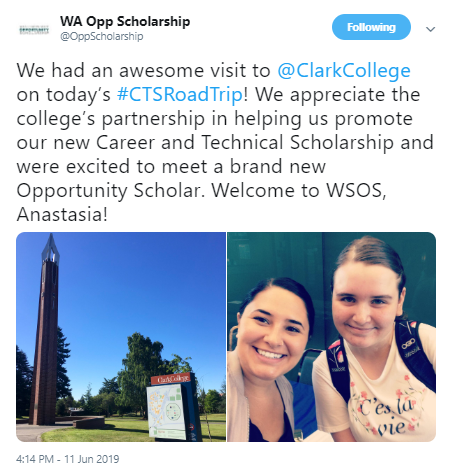 WA Opp Scholarship
@OppScholarship
Following
We had an awesome visit to @ClarkCollege
on today's #CTSRoadTrip! We appreciate the
college's partnership in helping us promote
our new Career and Technical Scholarship and
were excited to meet a brand new
Opportunity Scholar. Welcome to WSOS,
Anastasia!
ClarkCollege
C'est la
vie
4:14 PM - 11 Jun 2019